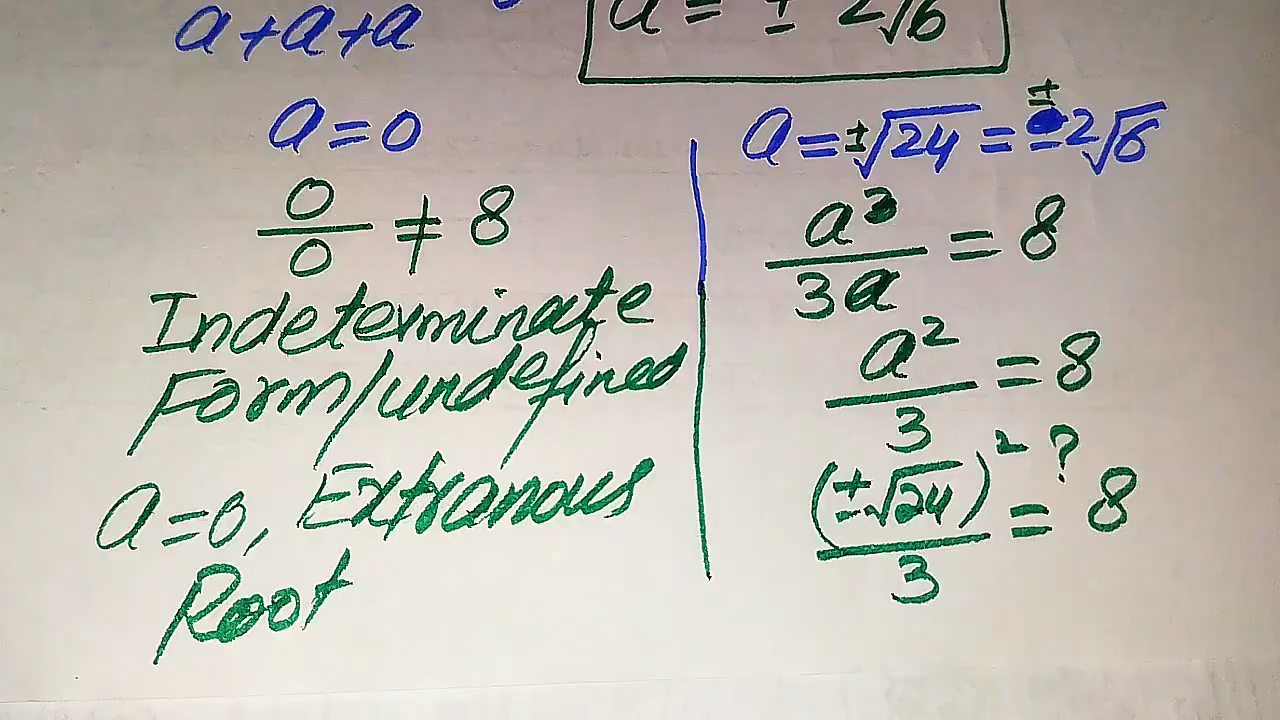 a+a+a
a = ± 2√6
a=0
0/0 ≠ 8
Indeterminate
Form/undefined
a=0, Extranous
Root
a=±√24 = ±2√6
a³/3a = 8
a²/3 = 8
(±√24)²/3 =? 8